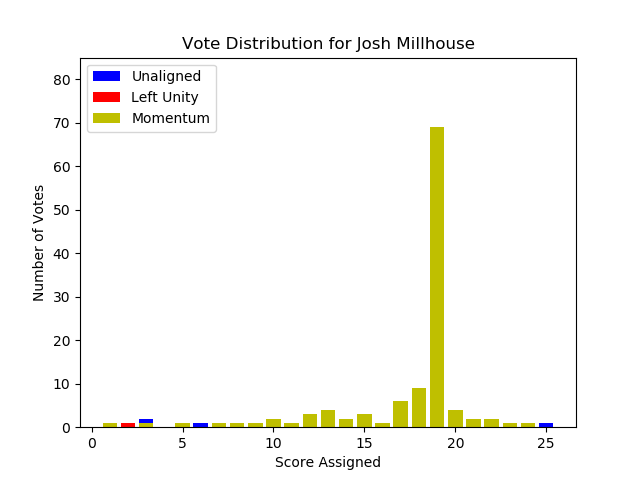 Vote Distribution for Josh Millhouse
Unaligned
Left Unity
Momentum
80
70
60
50
40
30
20
10
0
Number of Votes
0 5 10 15 20 25
Score Assigned